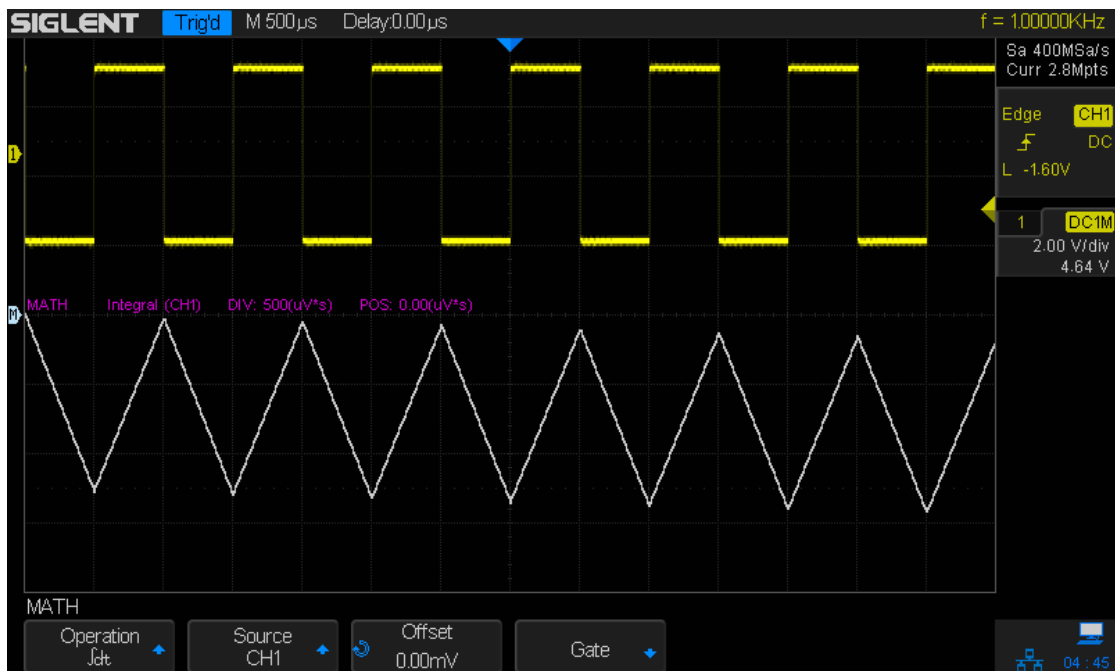 SIGLENT Trig'd M 500µs Delay:0.00µs f = 1.00000KHz
Sa 400MSa/s
Curr 2.8Mpts
Edge CH1
DC
L -1.60V
1
1 DC1M
2.00 V/div
4.64 V
MATH Integral (CH1) DIV: 500(uV*s) POS: 0.00(uV*s)
M
MATH
Operation Source Offset Gate
∫dt CH1 0.00mV
04:45